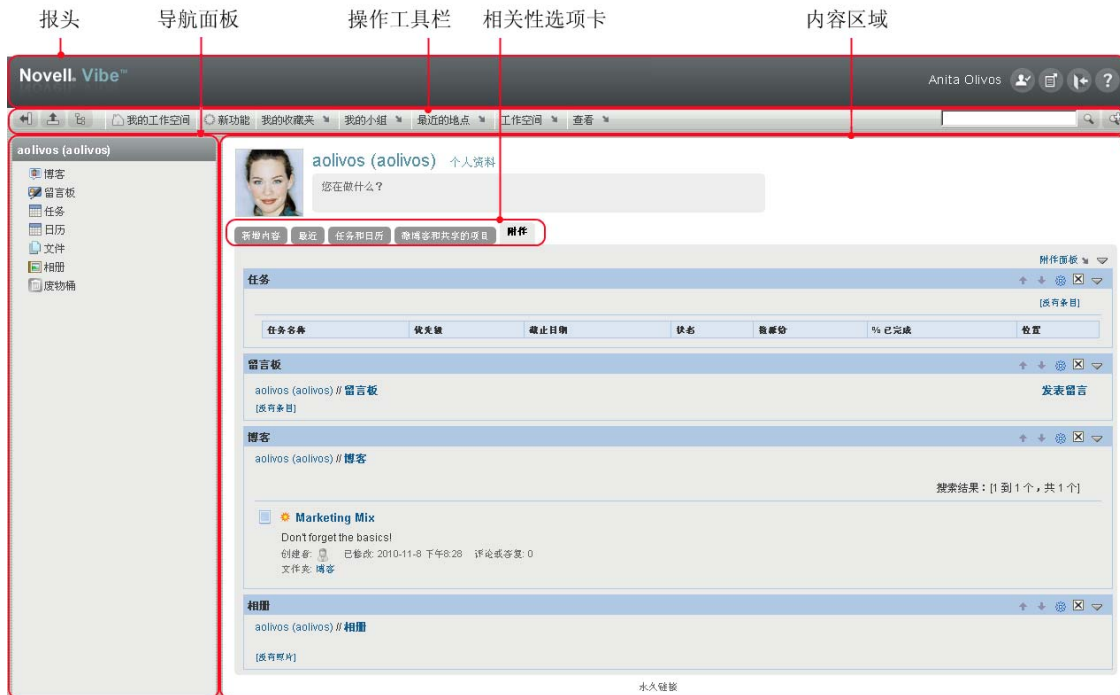 报头 导航面板 操作工具栏 相关性选项卡 内容区域
Novell. Vibe™ Anita Olivos ?
我的工作空间 新功能 我的收藏夹 我的小组 最近的地点 工作空间 查看
aolivos (aolivos)
博客
留言板
任务
日历
文件
相册
废物桶
aolivos (aolivos) 个人资料
您在做什么？
新增内容 最近 任务和日历 微博客和共享的项目 附件
附件面板
任务
[没有条目]
任务名称 优先级 截止日期 状态 指派给 % 已完成 位置
留言板
aolivos (aolivos) // 留言板 发表留言
[没有条目]
博客
aolivos (aolivos) // 博客
搜索结果：[1 到 1 个，共 1 个]
Marketing Mix
Don't forget the basics!
创建者: 已修改: 2010-11-8 下午8:28 评论或答复: 0
文件夹: 博客
相册
aolivos (aolivos) // 相册
[没有照片]
永久链接